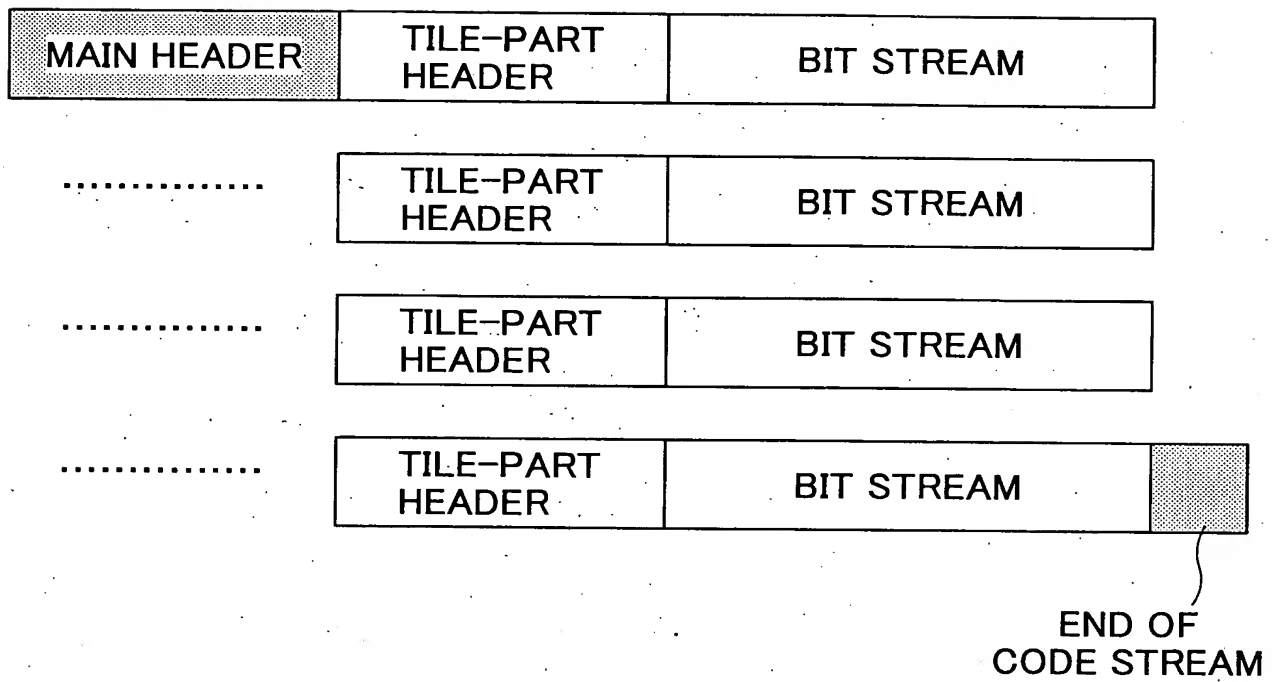 MAIN HEADER
TILE-PART
HEADER
BIT STREAM
TILE-PART
HEADER
BIT STREAM
TILE-PART
HEADER
BIT STREAM
TILE-PART
HEADER
BIT STREAM
END OF
CODE STREAM